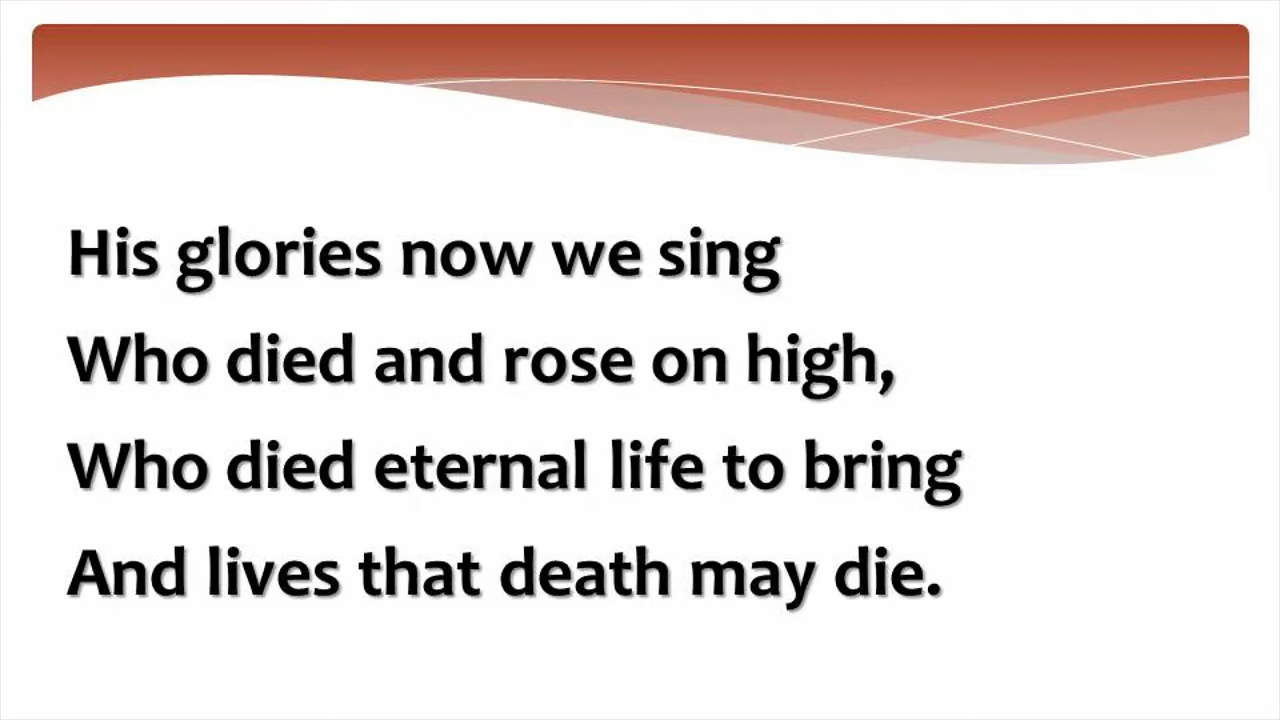 His glories now we sing
Who died and rose on high,
Who died eternal life to bring
And lives that death may die.